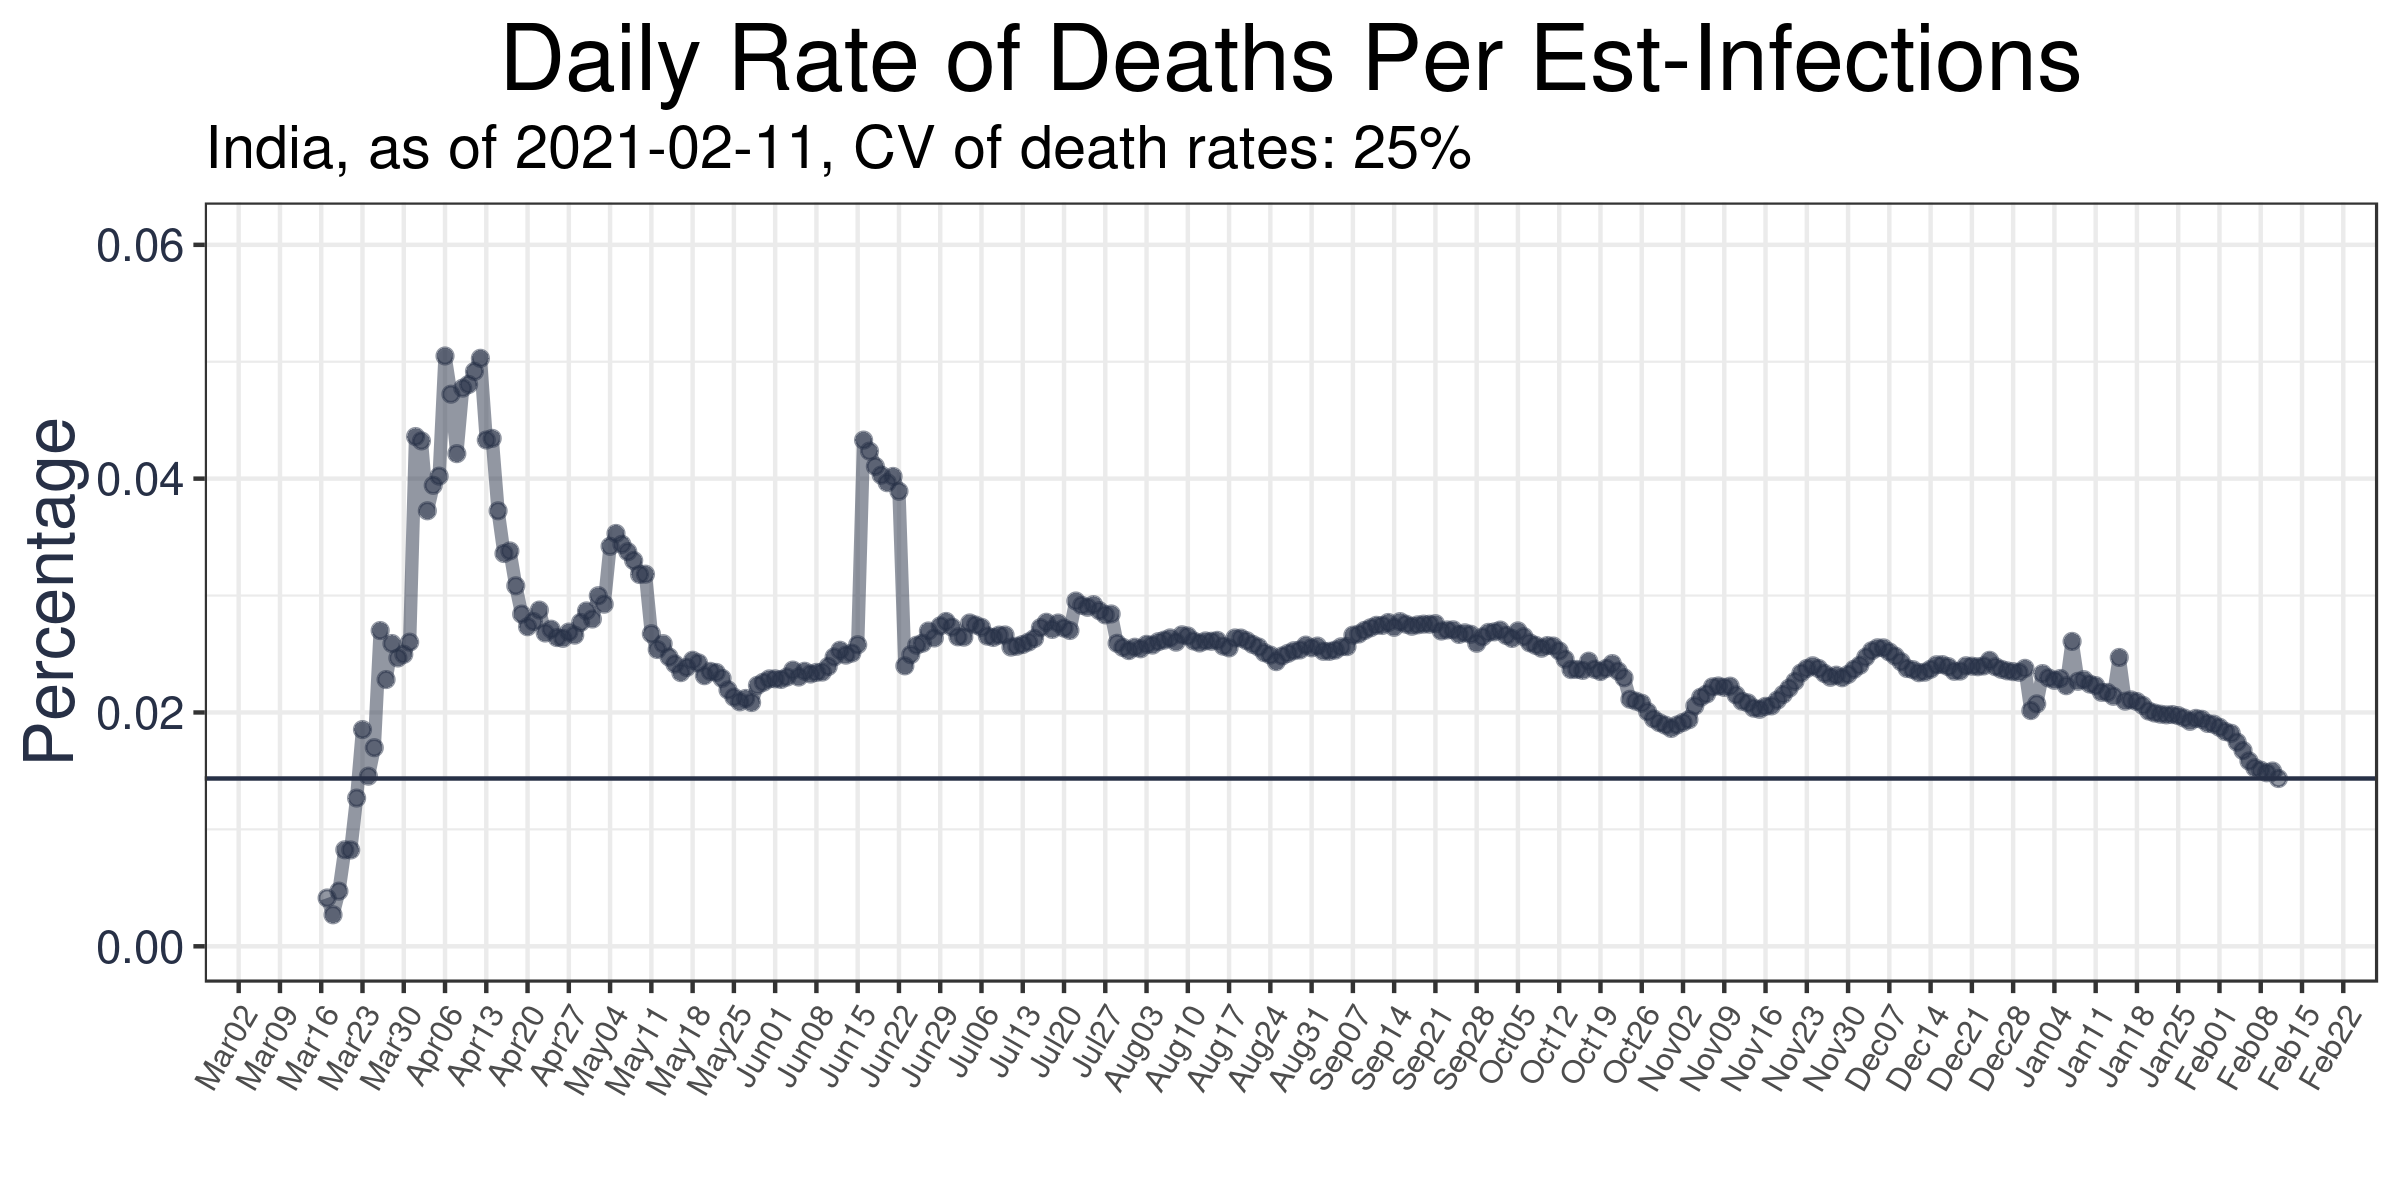 Daily Rate of Deaths Per Est-Infections
India, as of 2021-02-11, CV of death rates: 25%
Percentage
0.06
0.04
0.02
0.00
Mar02
Mar09
Mar16
Mar23
Mar30
Apr06
Apr13
Apr20
Apr27
May04
May11
May18
May25
Jun01
Jun08
Jun15
Jun22
Jun29
Jul06
Jul13
Jul20
Jul27
Aug03
Aug10
Aug17
Aug24
Aug31
Sep07
Sep14
Sep21
Sep28
Oct05
Oct12
Oct19
Oct26
Nov02
Nov09
Nov16
Nov23
Nov30
Dec07
Dec14
Dec21
Dec28
Jan04
Jan11
Jan18
Jan25
Feb01
Feb08
Feb15
Feb22